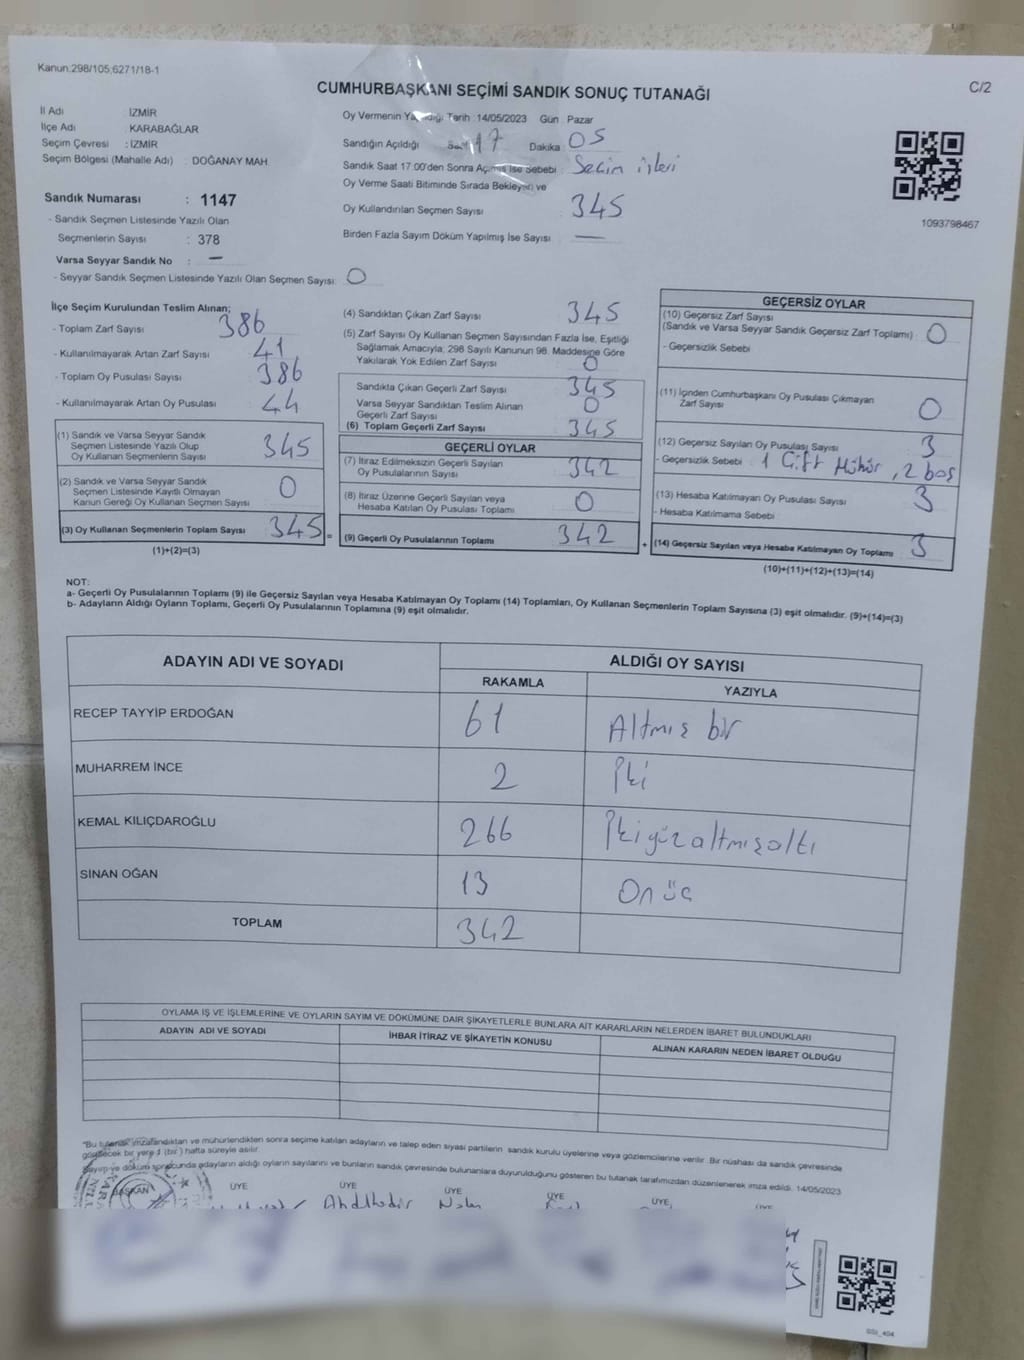 Kanun:298/105;6271/18-1
C/2
CUMHURBAŞKANI SEÇİMİ SANDIK SONUÇ TUTANAĞI
İl Adı İZMİR
İlçe Adı KARABAĞLAR
Seçim Çevresi : İZMİR
Seçim Bölgesi (Mahalle Adı) : DOĞANAY MAH.
Sandık Numarası : 1147
- Sandık Seçmen Listesinde Yazılı Olan
Seçmenlerin Sayısı : 378
Varsa Seyyar Sandık No : —
- Seyyar Sandık Seçmen Listesinde Yazılı Olan Seçmen Sayısı: 0
Oy Vermenin Yapıldığı Tarih :14/05/2023 Gün : Pazar
Sandığın Açıldığı Saat 17 Dakika : 05
Sandık Saat 17.00'den Sonra Açılmış İse Sebebi : Seçim işleri
Oy Verme Saati Bitiminde Sırada Bekleyen ve
Oy Kullandırılan Seçmen Sayısı : 345
Birden Fazla Sayım Döküm Yapılmış İse Sayısı : —
1093798467
İlçe Seçim Kurulundan Teslim Alınan;
- Toplam Zarf Sayısı 386
- Kullanılmayarak Artan Zarf Sayısı 41
- Toplam Oy Pusulası Sayısı 386
- Kullanılmayarak Artan Oy Pusulası 44
(1) Sandık ve Varsa Seyyar Sandık
Seçmen Listesinde Yazılı Olup
Oy Kullanan Seçmenlerin Sayısı 345
(2) Sandık ve Varsa Seyyar Sandık
Seçmen Listesinde Kayıtlı Olmayan
Kanun Gereği Oy Kullanan Seçmen Sayısı 0
(3) Oy Kullanan Seçmenlerin Toplam Sayısı 345 =
(1)+(2)=(3)
(4) Sandıktan Çıkan Zarf Sayısı 345
(5) Zarf Sayısı Oy Kullanan Seçmen Sayısından Fazla İse, Eşitliği
Sağlamak Amacıyla; 298 Sayılı Kanunun 98. Maddesine Göre
Yakılarak Yok Edilen Zarf Sayısı 0
Sandıkta Çıkan Geçerli Zarf Sayısı 345
Varsa Seyyar Sandıktan Teslim Alınan
Geçerli Zarf Sayısı 0
(6) Toplam Geçerli Zarf Sayısı 345
GEÇERLİ OYLAR
(7) İtiraz Edilmeksizin Geçerli Sayılan
Oy Pusulalarının Sayısı 342
(8) İtiraz Üzerine Geçerli Sayılan veya
Hesaba Katılan Oy Pusulası Toplamı 0
(9) Geçerli Oy Pusulalarının Toplamı 342 +
GEÇERSİZ OYLAR
(10) Geçersiz Zarf Sayısı
(Sandık ve Varsa Seyyar Sandık Geçersiz Zarf Toplamı) : 0
- Geçersizlik Sebebi
(11) İçinden Cumhurbaşkanı Oy Pusulası Çıkmayan
Zarf Sayısı 0
(12) Geçersiz Sayılan Oy Pusulası Sayısı 3
- Geçersizlik Sebebi : 1 Çift Mühür, 2 boş
(13) Hesaba Katılmayan Oy Pusulası Sayısı 3
- Hesaba Katılmama Sebebi
(14) Geçersiz Sayılan veya Hesaba Katılmayan Oy Toplamı 3
(10)+(11)+(12)+(13)=(14)
NOT:
a- Geçerli Oy Pusulalarının Toplamı (9) ile Geçersiz Sayılan veya Hesaba Katılmayan Oy Toplamı (14) Toplamları, Oy Kullanan Seçmenlerin Toplam Sayısına (3) eşit olmalıdır. (9)+(14)=(3)
b- Adayların Aldığı Oyların Toplamı, Geçerli Oy Pusulalarının Toplamına (9) eşit olmalıdır.
ADAYIN ADI VE SOYADI ALDIĞI OY SAYISI
RAKAMLA YAZIYLA
RECEP TAYYİP ERDOĞAN 61 Altmış bir
MUHARREM İNCE 2 İki
KEMAL KILIÇDAROĞLU 266 İkiyüzaltmışaltı
SİNAN OĞAN 13 On üç
TOPLAM 342
OYLAMA İŞ VE İŞLEMLERİNE VE OYLARIN SAYIM VE DÖKÜMÜNE DAİR ŞİKAYETLERLE BUNLARA AİT KARARLARIN NELERDEN İBARET BULUNDUKLARI
ADAYIN ADI VE SOYADI İHBAR İTİRAZ VE ŞİKAYETİN KONUSU ALINAN KARARIN NEDEN İBARET OLDUĞU
"Bu tutanak imzalandıktan ve mühürlendikten sonra seçime katılan adayların ve talep eden siyasi partilerin sandık kurulu üyelerine veya gözlemcilerine verilir. Bir nüshası da sandık çevresinde
görülecek bir yere 1 (bir) hafta süreyle asılır.
Sayım ve döküm sonucunda adayların aldığı oyların sayılarını ve bunların sandık çevresinde bulunanlara duyurulduğunu gösteren bu tutanak tarafımızdan düzenlenerek imza edildi. 14/05/2023
BAŞKAN ÜYE ÜYE ÜYE ÜYE ÜYE ÜYE
Abdulkadir
SSI_404